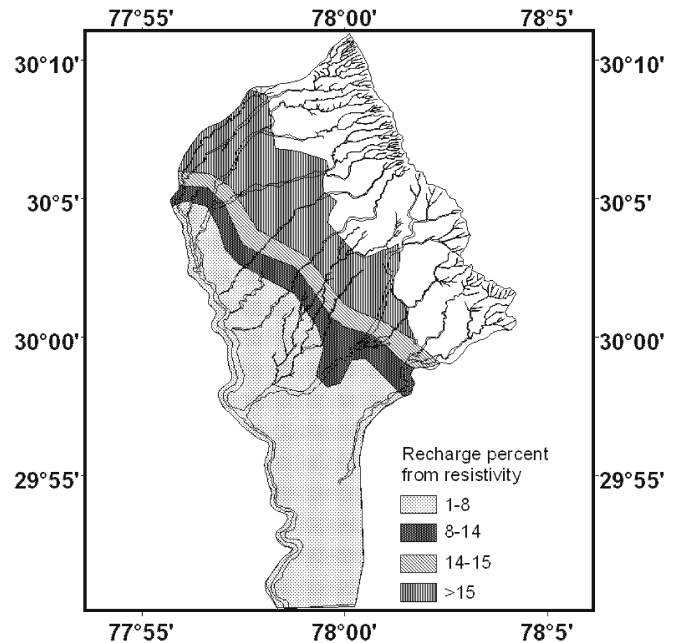 77°55' 78°00' 78°5'
30°10' 30°10'
30°5' 30°5'
30°00' 30°00'
Recharge percent
from resistivity
29°55' 29°55'
1-8
8-14
14-15
>15
77°55' 78°00' 78°5'